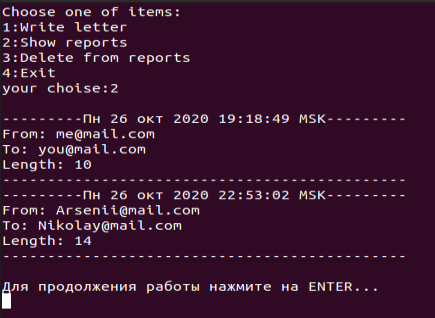 Choose one of items:
1:Write letter
2:Show reports
3:Delete from reports
4:Exit
your choise:2
---------Пн 26 окт 2020 19:18:49 MSK---------
From: me@mail.com
To: you@mail.com
Length: 10
---------------------------------------------
---------Пн 26 окт 2020 22:53:02 MSK---------
From: Arsenii@mail.com
To: Nikolay@mail.com
Length: 14
---------------------------------------------
Для продолжения работы нажмите на ENTER...